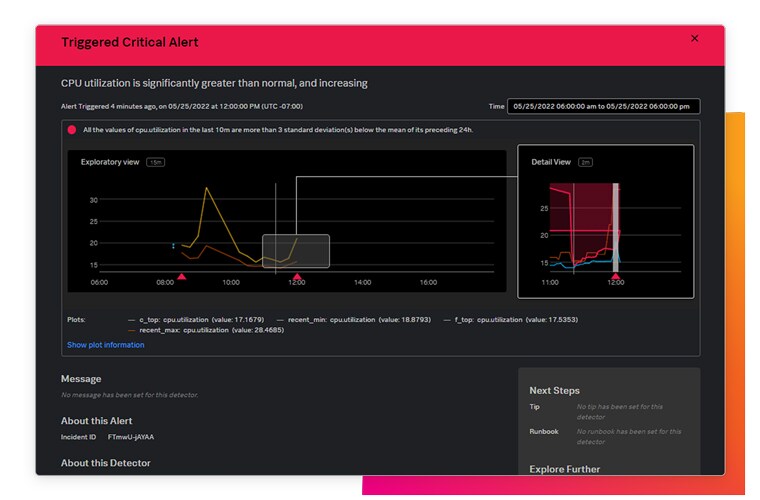 Triggered Critical Alert
×
CPU utilization is significantly greater than normal, and increasing
Alert Triggered 4 minutes ago, on 05/25/2022 at 12:00:00 PM (UTC -07:00)
Time
05/25/2022 06:00:00 am to 05/25/2022 06:00:00 pm
All the values of cpu.utilization in the last 10m are more than 3 standard deviation(s) below the mean of its preceding 24h.
Exploratory view
15m
30
25
20
15
06:00 08:00 10:00 12:00 14:00 16:00
Detail View
2m
25
20
15
11:00 12:00
Plots:
— c_top: cpu.utilization (value: 17.1679) — recent_min: cpu.utilization (value: 18.8793) — f_top: cpu.utilization (value: 17.5353)
— recent_max: cpu.utilization (value: 28.4685)
Show plot information
Message
No message has been set for this detector.
About this Alert
Incident ID FTmwU-jAYAA
About this Detector
Next Steps
Tip
No tip has been set for this
detector
Runbook
No runbook has been set for this
detector
Explore Further